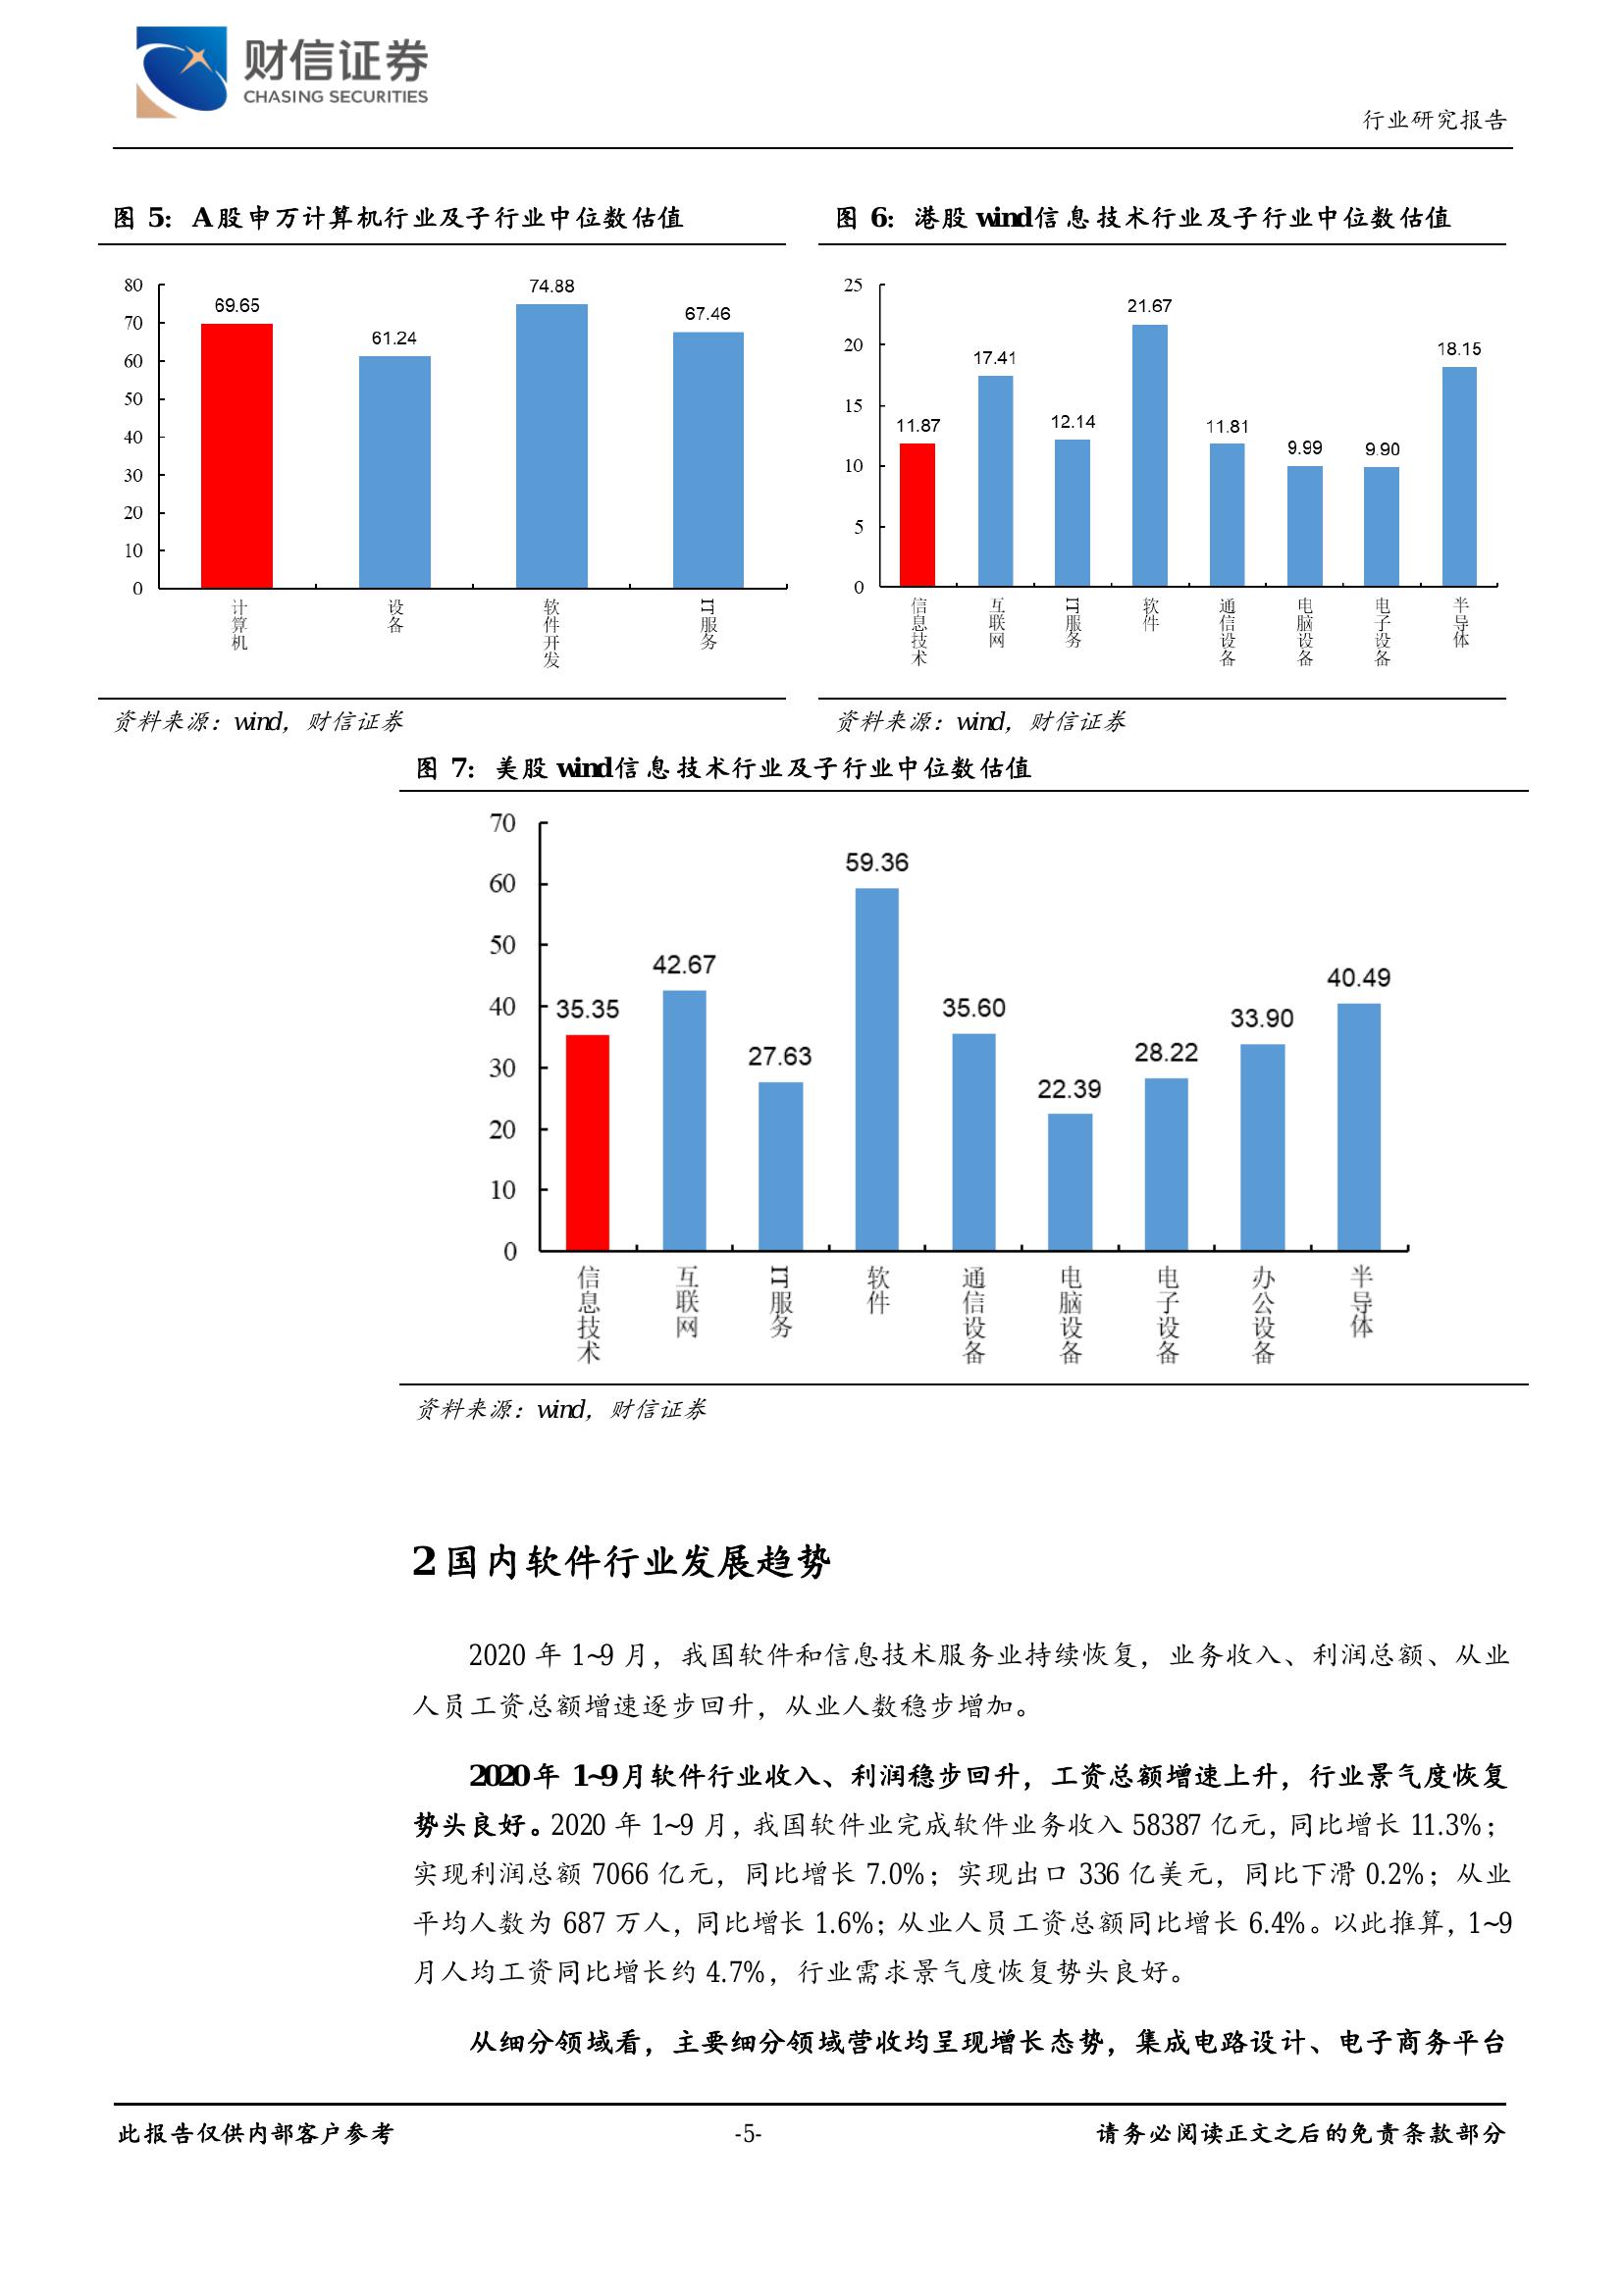 财信证券
CHASING SECURITIES
行业研究报告
图 5：A 股申万计算机行业及子行业中位数估值
80
70
60
50
40
30
20
10
0
69.65
61.24
74.88
67.46
计算机
设备
软件开发
IT服务
资料来源：wind，财信证券
图 6：港股 wind 信息技术行业及子行业中位数估值
25
20
15
10
5
0
11.87
17.41
12.14
21.67
11.81
9.99
9.90
18.15
信息技术
互联网
IT服务
软件
通信设备
电脑设备
电子设备
半导体
资料来源：wind，财信证券
图 7：美股 wind 信息技术行业及子行业中位数估值
70
60
50
40
30
20
10
0
35.35
42.67
27.63
59.36
35.60
22.39
28.22
33.90
40.49
信息技术
互联网
IT服务
软件
通信设备
电脑设备
电子设备
办公设备
半导体
资料来源：wind，财信证券
2 国内软件行业发展趋势
2020 年 1~9 月，我国软件和信息技术服务业持续恢复，业务收入、利润总额、从业
人员工资总额增速逐步回升，从业人数稳步增加。
2020 年 1~9 月软件行业收入、利润稳步回升，工资总额增速上升，行业景气度恢复
势头良好。2020 年 1~9 月，我国软件业完成软件业务收入 58387 亿元，同比增长 11.3%；
实现利润总额 7066 亿元，同比增长 7.0%；实现出口 336 亿美元，同比下滑 0.2%；从业
平均人数为 687 万人，同比增长 1.6%；从业人员工资总额同比增长 6.4%。以此推算，1~9
月人均工资同比增长约 4.7%，行业需求景气度恢复势头良好。
从细分领域看，主要细分领域营收均呈现增长态势，集成电路设计、电子商务平台
此报告仅供内部客户参考
-5-
请务必阅读正文之后的免责条款部分